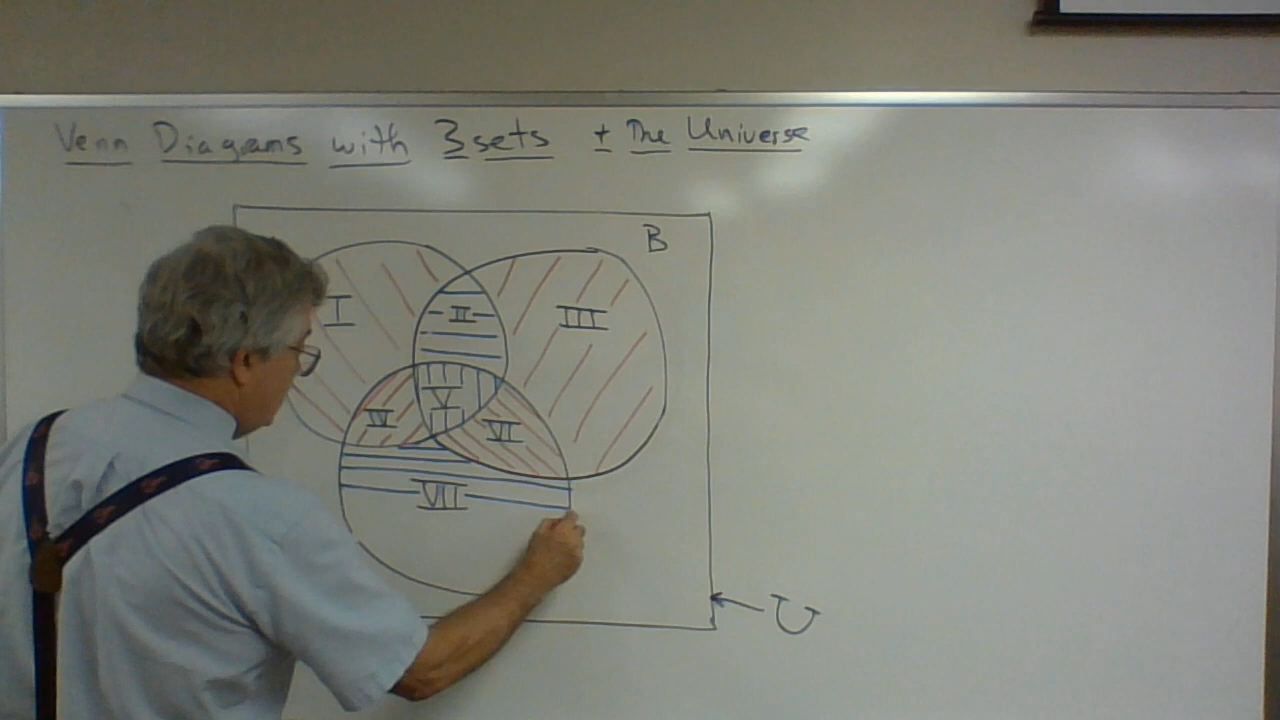 Venn Diagrams with 3 sets + The Universe
B
I
II
III
IV
V
VI
VII
U